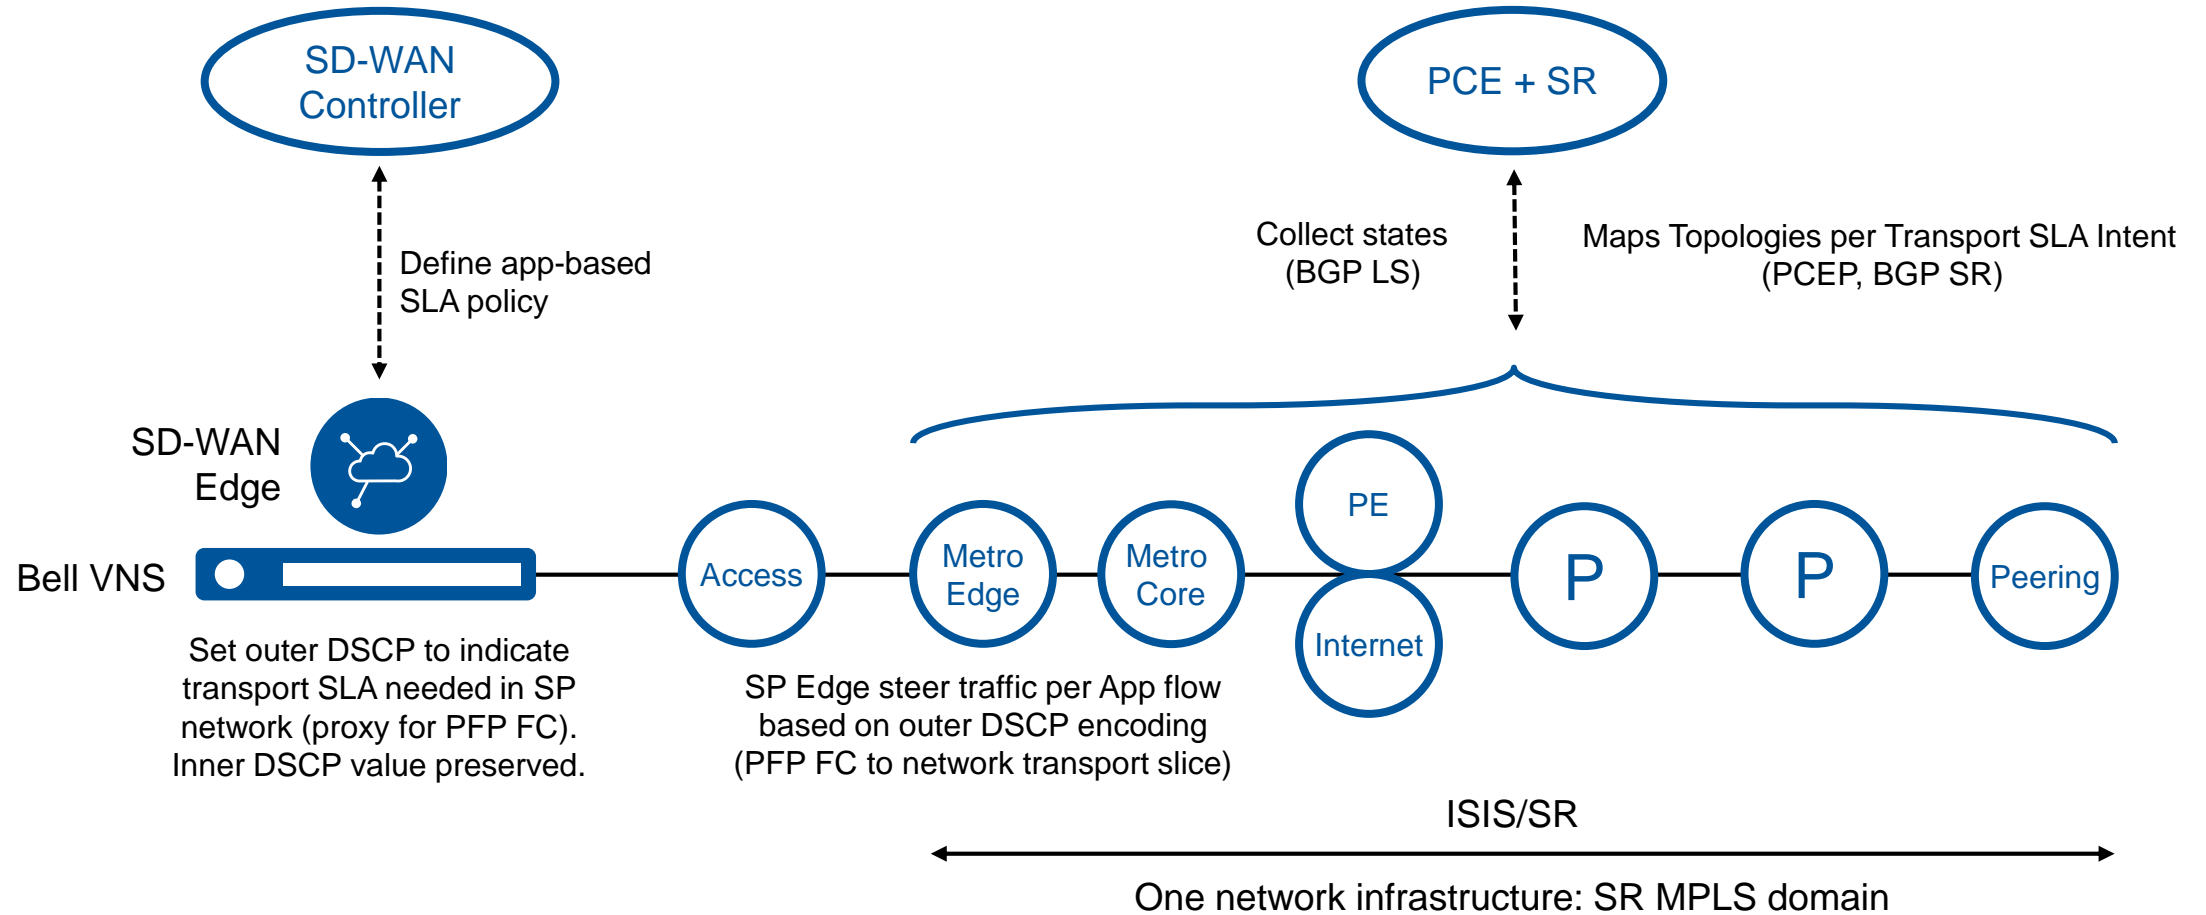 SD-WAN
Controller
PCE + SR
Define app-based
SLA policy
Collect states
(BGP LS)
Maps Topologies per Transport SLA Intent
(PCEP, BGP SR)
SD-WAN
Edge
Bell VNS
Access
Metro
Edge
Metro
Core
PE
Internet
P
P
Peering
Set outer DSCP to indicate
transport SLA needed in SP
network (proxy for PFP FC).
Inner DSCP value preserved.
SP Edge steer traffic per App flow
based on outer DSCP encoding
(PFP FC to network transport slice)
ISIS/SR
One network infrastructure: SR MPLS domain